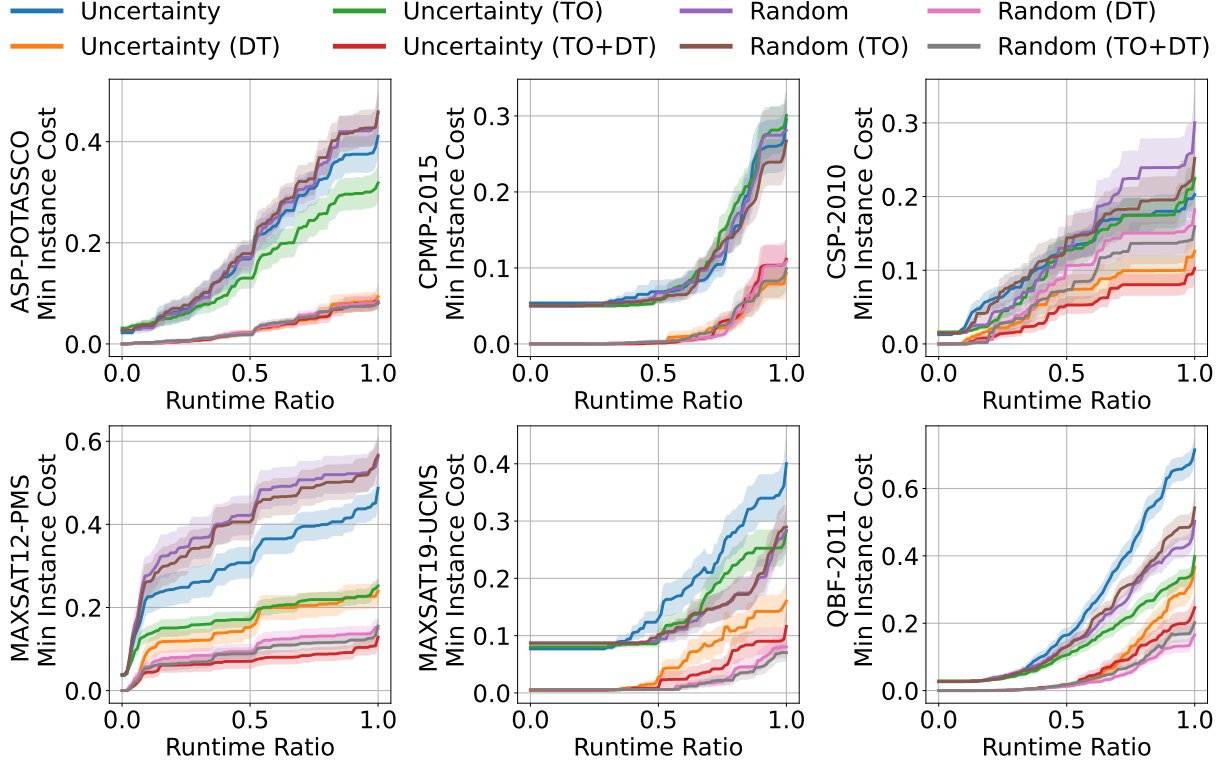 Uncertainty Uncertainty (TO) Random Random (DT)
Uncertainty (DT) Uncertainty (TO+DT) Random (TO) Random (TO+DT)
ASP-POTASSCO
Min Instance Cost
0.4
0.2
0.0
0.0 0.5 1.0
Runtime Ratio
CPMP-2015
Min Instance Cost
0.3
0.2
0.1
0.0
0.0 0.5 1.0
Runtime Ratio
CSP-2010
Min Instance Cost
0.3
0.2
0.1
0.0
0.0 0.5 1.0
Runtime Ratio
MAXSAT12-PMS
Min Instance Cost
0.6
0.4
0.2
0.0
0.0 0.5 1.0
Runtime Ratio
MAXSAT19-UCMS
Min Instance Cost
0.4
0.3
0.2
0.1
0.0
0.0 0.5 1.0
Runtime Ratio
QBF-2011
Min Instance Cost
0.6
0.4
0.2
0.0
0.0 0.5 1.0
Runtime Ratio